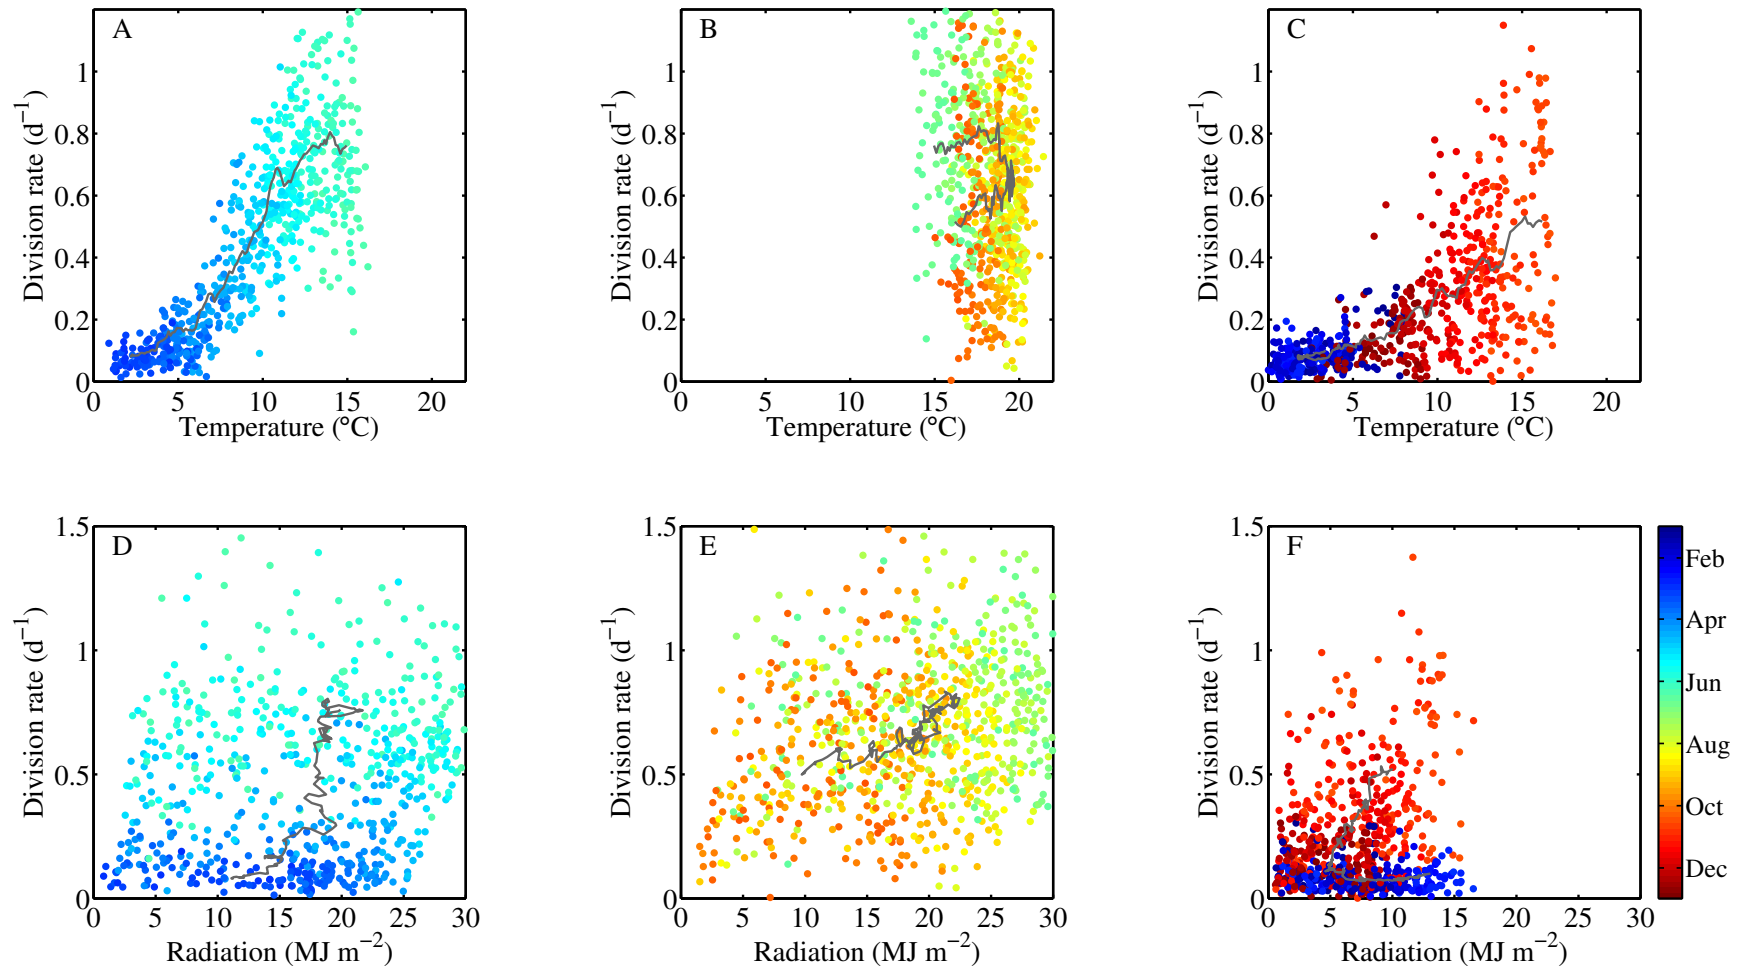 A
Division rate (d⁻¹)
1
0.8
0.6
0.4
0.2
0
0 5 10 15 20
Temperature (°C)
B
Division rate (d⁻¹)
1
0.8
0.6
0.4
0.2
0
0 5 10 15 20
Temperature (°C)
C
Division rate (d⁻¹)
1
0.8
0.6
0.4
0.2
0
0 5 10 15 20
Temperature (°C)
D
Division rate (d⁻¹)
1.5
1
0.5
0
0 5 10 15 20 25 30
Radiation (MJ m⁻²)
E
Division rate (d⁻¹)
1.5
1
0.5
0
0 5 10 15 20 25 30
Radiation (MJ m⁻²)
F
Division rate (d⁻¹)
1.5
1
0.5
0
0 5 10 15 20 25 30
Radiation (MJ m⁻²)
Feb
Apr
Jun
Aug
Oct
Dec